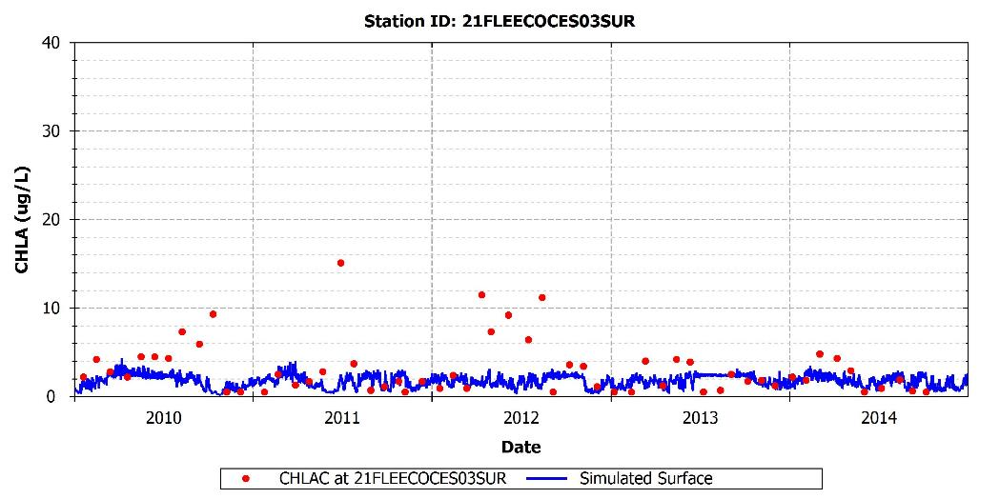 Station ID: 21FLEECOCES03SUR
40
30
20
10
0
CHLA (ug/L)
2010 2011 2012 2013 2014
Date
CHLAC at 21FLEECOCES03SUR Simulated Surface